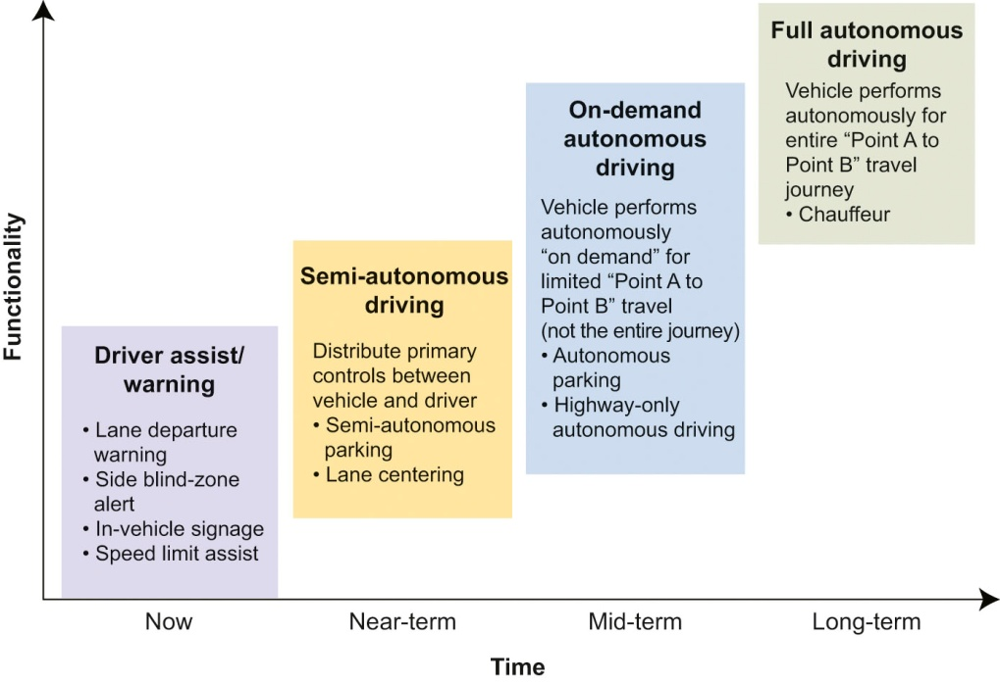 Functionality
Driver assist/
warning
• Lane departure
warning
• Side blind-zone
alert
• In-vehicle signage
• Speed limit assist
Semi-autonomous
driving
Distribute primary
controls between
vehicle and driver
• Semi-autonomous
parking
• Lane centering
On-demand
autonomous
driving
Vehicle performs
autonomously
“on demand” for
limited “Point A to
Point B” travel
(not the entire journey)
• Autonomous
parking
• Highway-only
autonomous driving
Full autonomous
driving
Vehicle performs
autonomously for
entire “Point A to
Point B” travel
journey
• Chauffeur
Now
Near-term
Mid-term
Long-term
Time